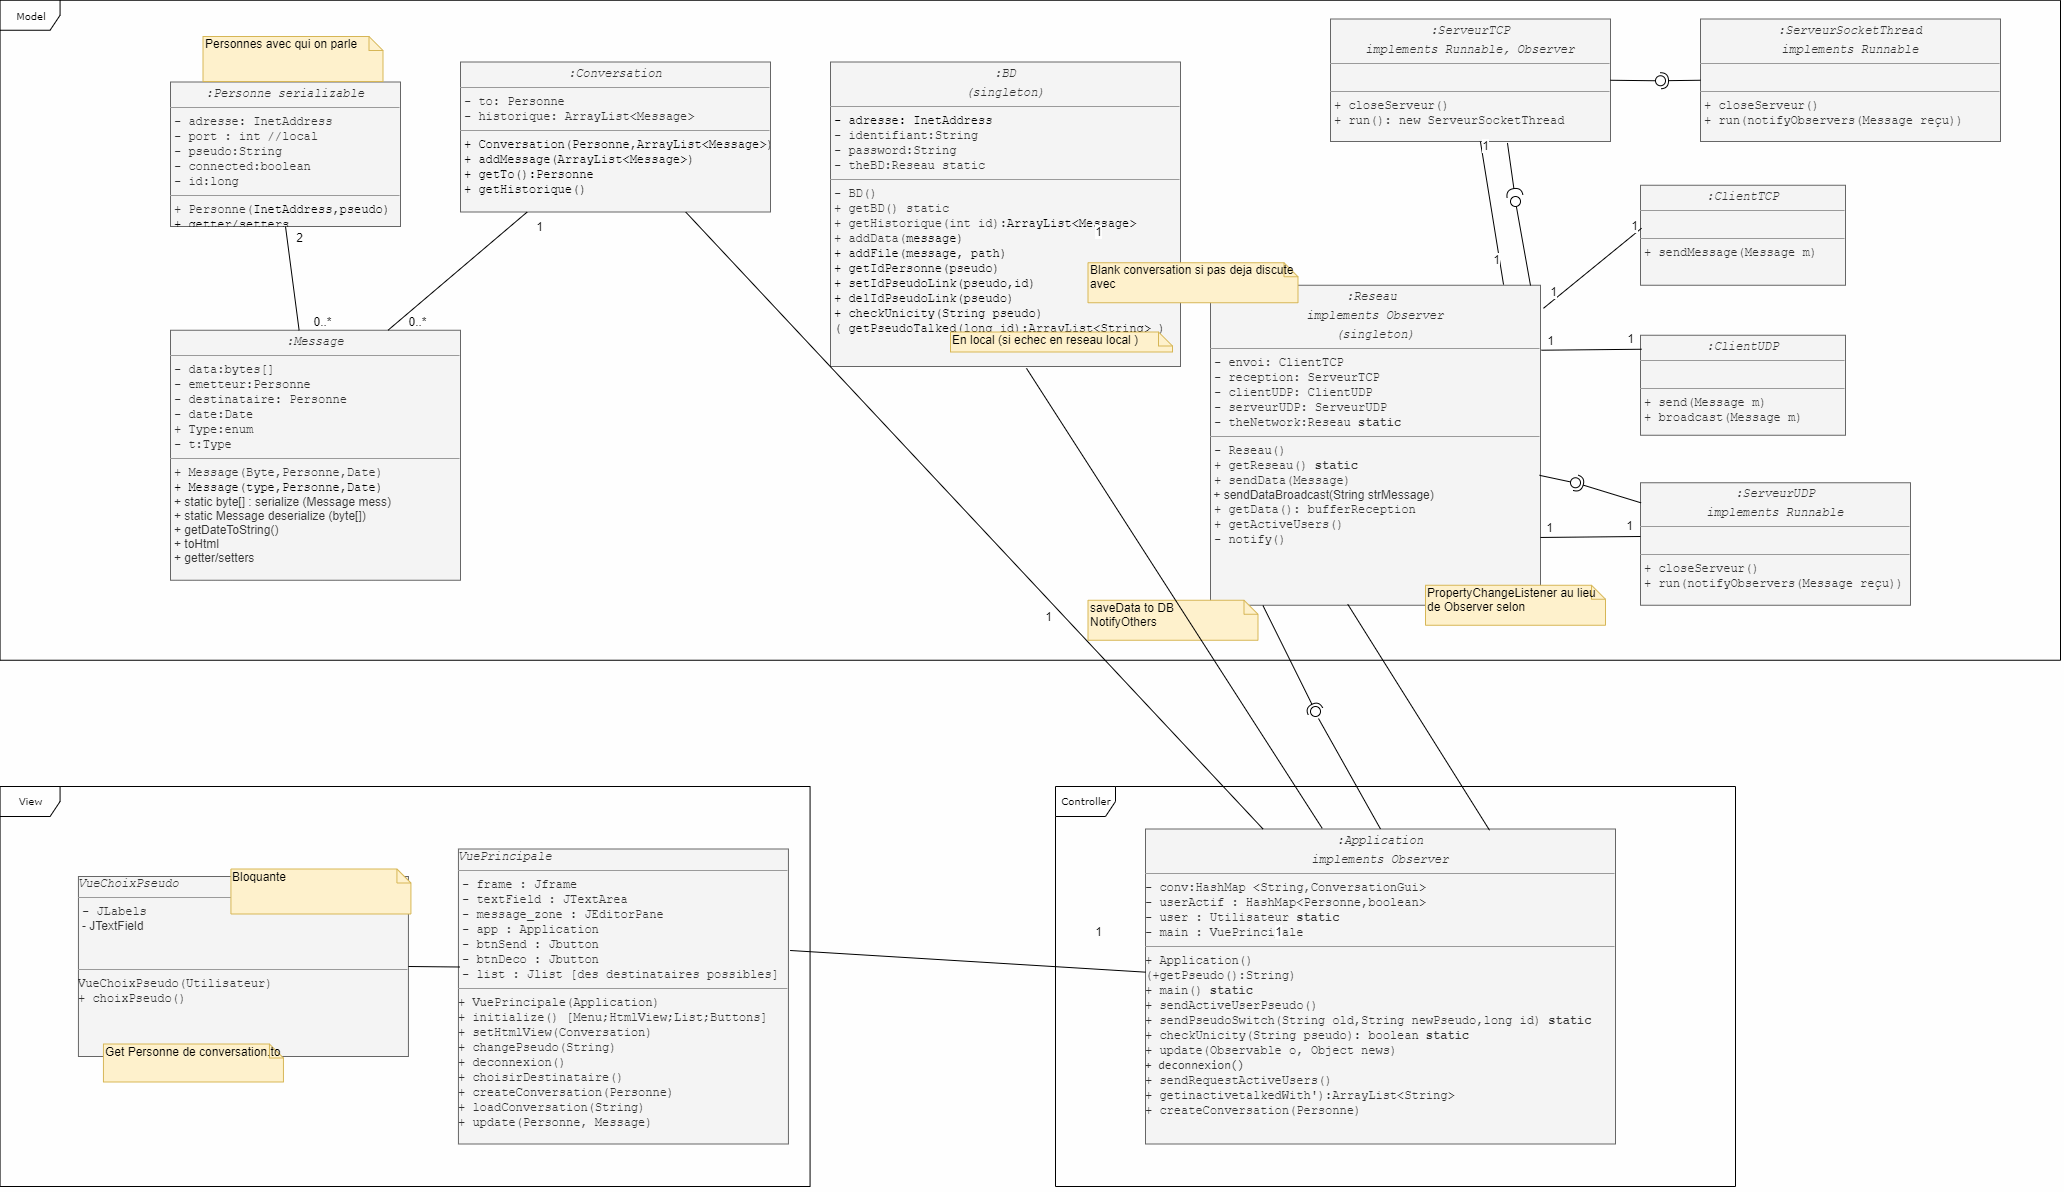 Model
Personnes avec qui on parle
:Personne serializable
- adresse: InetAddress
- port : int //local
- pseudo:String
- connected:boolean
- id:long
+ Personne(InetAddress,pseudo)
+ getter/setters
2
0..*
:Conversation
- to: Personne
- historique: ArrayList<Message>
+ Conversation(Personne,ArrayList<Message>)
+ addMessage(ArrayList<Message>)
+ getTo():Personne
+ getHistorique()
1
0..*
:Message
- data:bytes[]
- emetteur:Personne
- destinataire: Personne
- date:Date
+ Type:enum
- t:Type
+ Message(Byte,Personne,Date)
+ Message(type,Personne,Date)
+ static byte[] : serialize (Message mess)
+ static Message deserialize (byte[])
+ getDateToString()
+ toHtml
+ getter/setters
:BD
(singleton)
- adresse: InetAddress
- identifiant:String
- password:String
- theBD:Reseau static
- BD()
+ getBD() static
+ getHistorique(int id):ArrayList<Message>
+ addData(message)
+ addFile(message, path)
+ getIdPersonne(pseudo)
+ setIdPseudoLink(pseudo,id)
+ delIdPseudoLink(pseudo)
+ checkUnicity(String pseudo)
( getPseudoTalked(long id):ArrayList<String> )
1
En local (si echec en reseau local )
Blank conversation si pas deja discute
avec
:ServeurTCP
implements Runnable, Observer
+ closeServeur()
+ run(): new ServeurSocketThread
:ServeurSocketThread
implements Runnable
+ closeServeur()
+ run(notifyObservers(Message reçu))
1
1
:ClientTCP
+ sendMessage(Message m)
1
1
:Reseau
implements Observer
(singleton)
- envoi: ClientTCP
- reception: ServeurTCP
- clientUDP: ClientUDP
- serveurUDP: ServeurUDP
- theNetwork:Reseau static
- Reseau()
+ getReseau() static
+ sendData(Message)
+ sendDataBroadcast(String strMessage)
+ getData(): bufferReception
+ getActiveUsers()
- notify()
1
1
:ClientUDP
+ send(Message m)
+ broadcast(Message m)
1
1
:ServeurUDP
implements Runnable
+ closeServeur()
+ run(notifyObservers(Message reçu))
PropertyChangeListener au lieu
de Observer selon
saveData to DB
NotifyOthers
1
View
VueChoixPseudo
Bloquante
- JLabels
- JTextField
VueChoixPseudo(Utilisateur)
+ choixPseudo()
Get Personne de conversation.to
VuePrincipale
- frame : Jframe
- textField : JTextArea
- message_zone : JEditorPane
- app : Application
- btnSend : Jbutton
- btnDeco : Jbutton
- list : Jlist [des destinataires possibles]
+ VuePrincipale(Application)
+ initialize() [Menu;HtmlView;List;Buttons]
+ setHtmlView(Conversation)
+ changePseudo(String)
+ deconnexion()
+ choisirDestinataire()
+ createConversation(Personne)
+ loadConversation(String)
+ update(Personne, Message)
Controller
1
:Application
implements Observer
- conv:HashMap <String,ConversationGui>
- userActif : HashMap<Personne,boolean>
- user : Utilisateur static
- main : VuePrinci1ale
+ Application()
(+getPseudo():String)
+ main() static
+ sendActiveUserPseudo()
+ sendPseudoSwitch(String old,String newPseudo,long id) static
+ checkUnicity(String pseudo): boolean static
+ update(Observable o, Object news)
+ deconnexion()
+ sendRequestActiveUsers()
+ getinactivetalkedWith'):ArrayList<String>
+ createConversation(Personne)